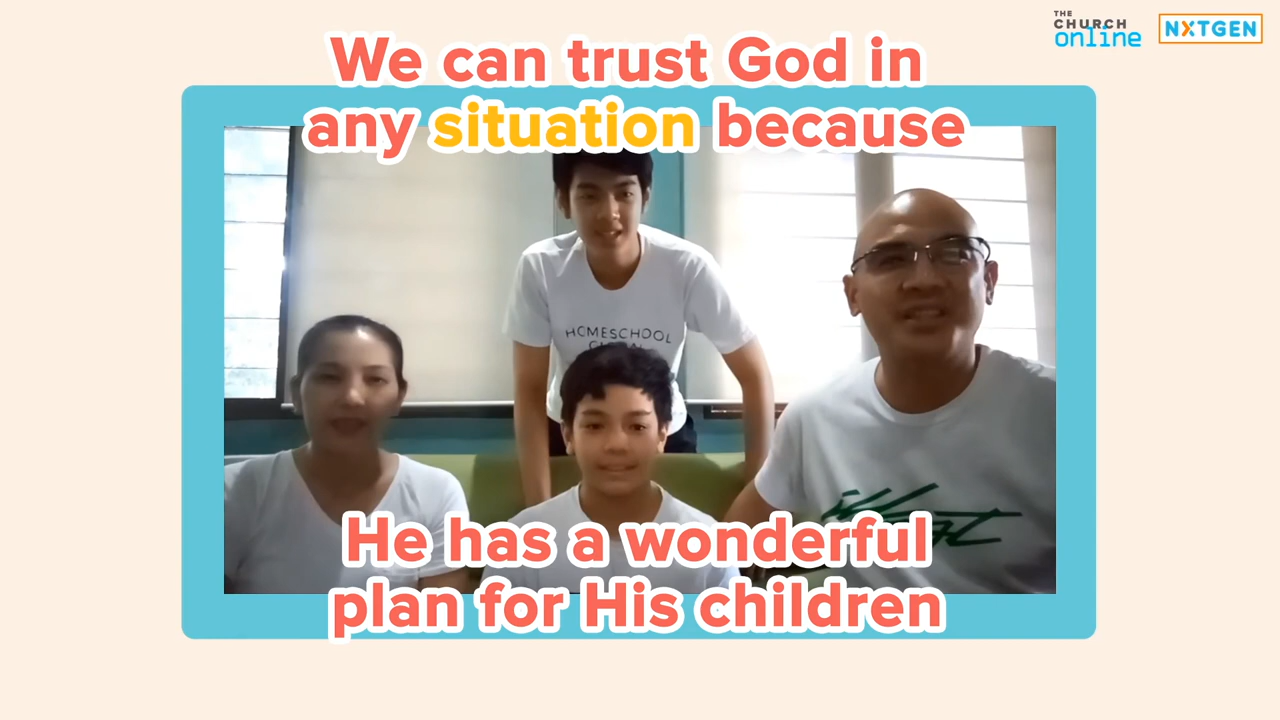 THE
CHURCH
online
NXTGEN
We can trust God in
any situation because
HOMESCHOOL
He has a wonderful
plan for His children